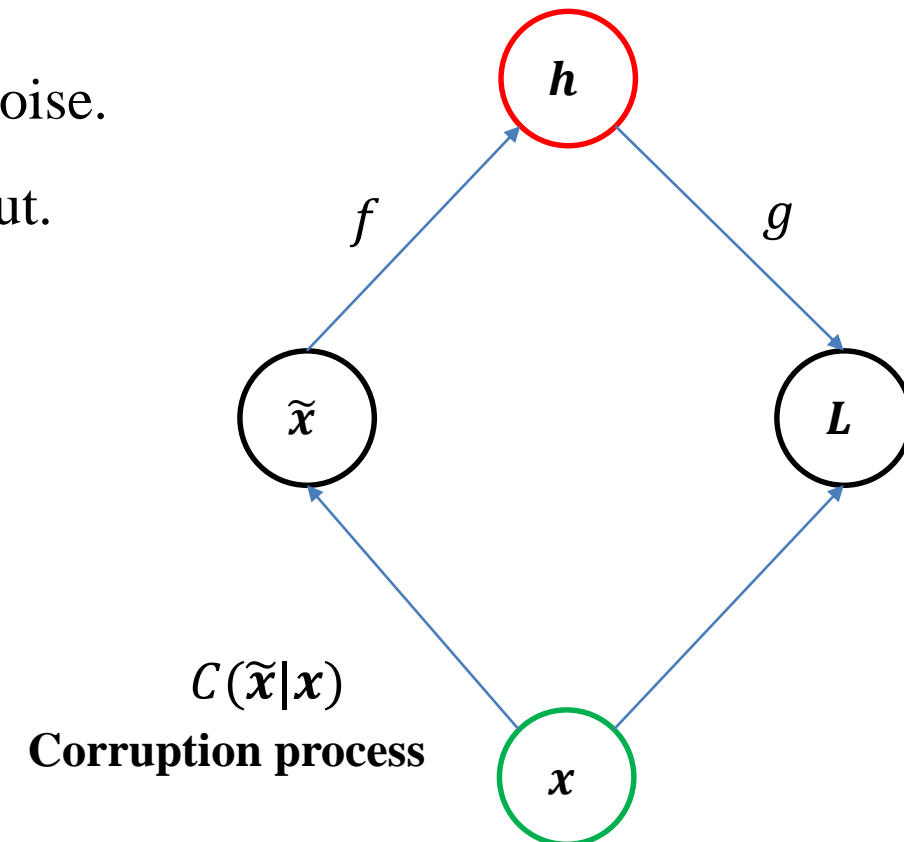 h
oise.
f
g
ut.
x̃
L
C(x̃|x)
Corruption process
x